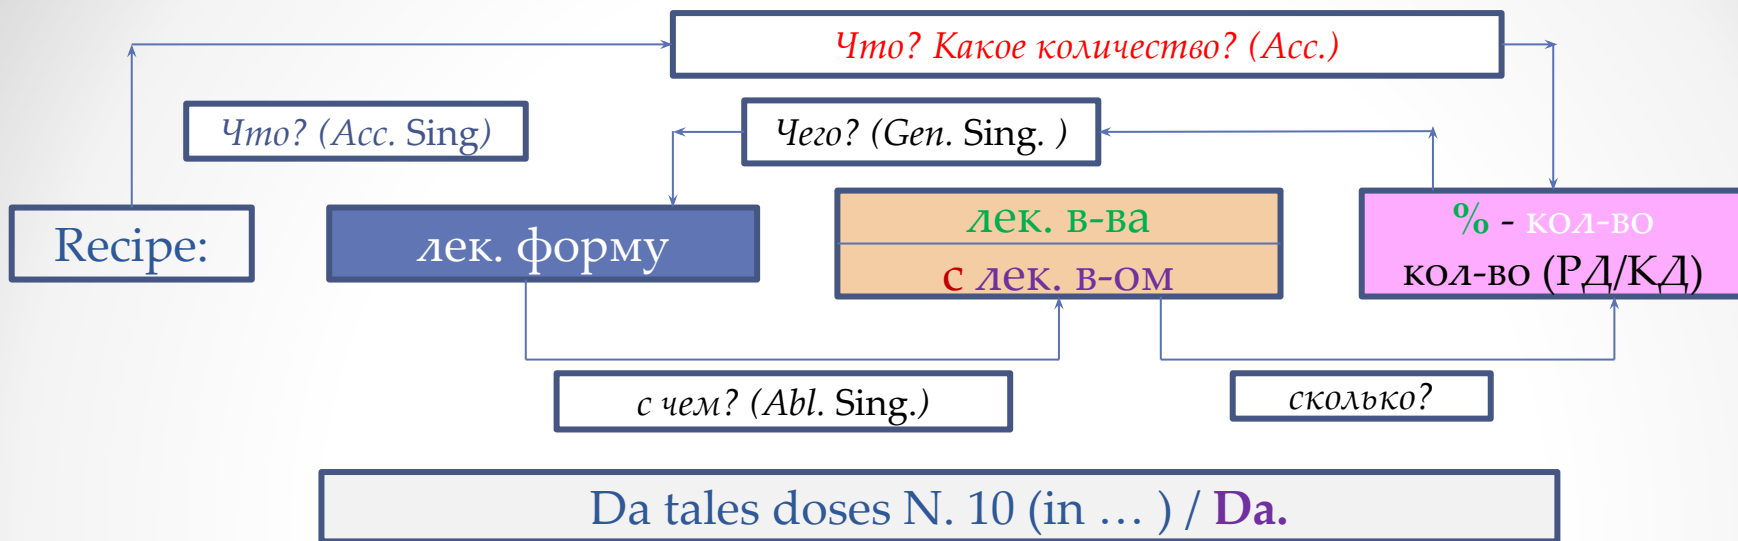 Что? Какое количество? (Acc.)
Что? (Acc. Sing)
Чего? (Gen. Sing. )
Recipe:
лек. форму
лек. в-ва
с лек. в-ом
% - кол-во
кол-во (РД/КД)
с чем? (Abl. Sing.)
сколько?
Da tales doses N. 10 (in … ) / Da.